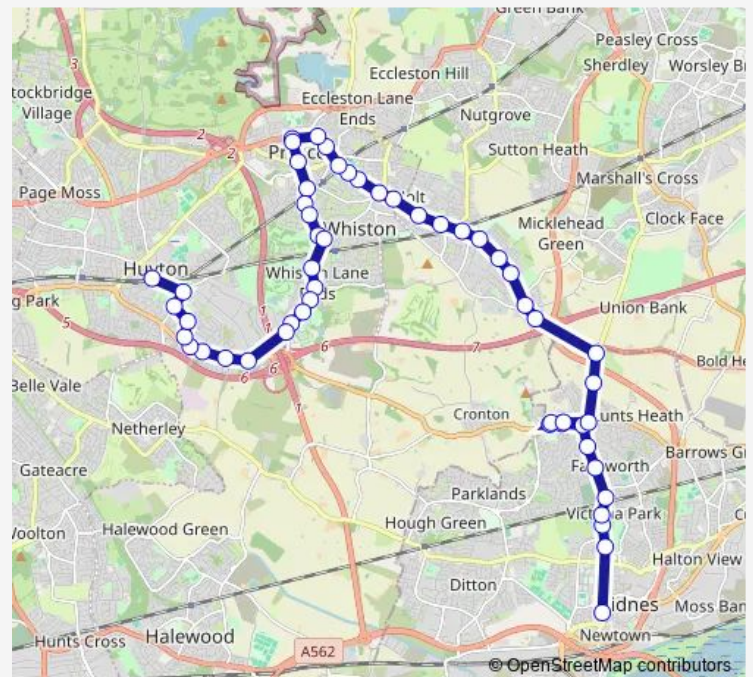 Green Bank
3
Peasley Cross
Eccleston Hill
Sherdley
Worsley Br
tockbridge
Village
Eccleston Lane
Ends
Nutgrove
2
2
Sutton Heath
Page Moss
Marshall's Cross
Whiston
Micklehead
Green
Clock Face
Huyton
g Park
5
1
1
Union Bank
6
7
6
6
Bold He
Belle Vale
1
Cronton
unts Heath
Netherley
Barrows Gr
Gateacre
Parklands
Hough Green
Woolton
Halewood Green
Halton View
Ditton
idnes
Moss Ban
Hunts Cross
Halewood
A562
Newtown
© OpenStreetMap contributors